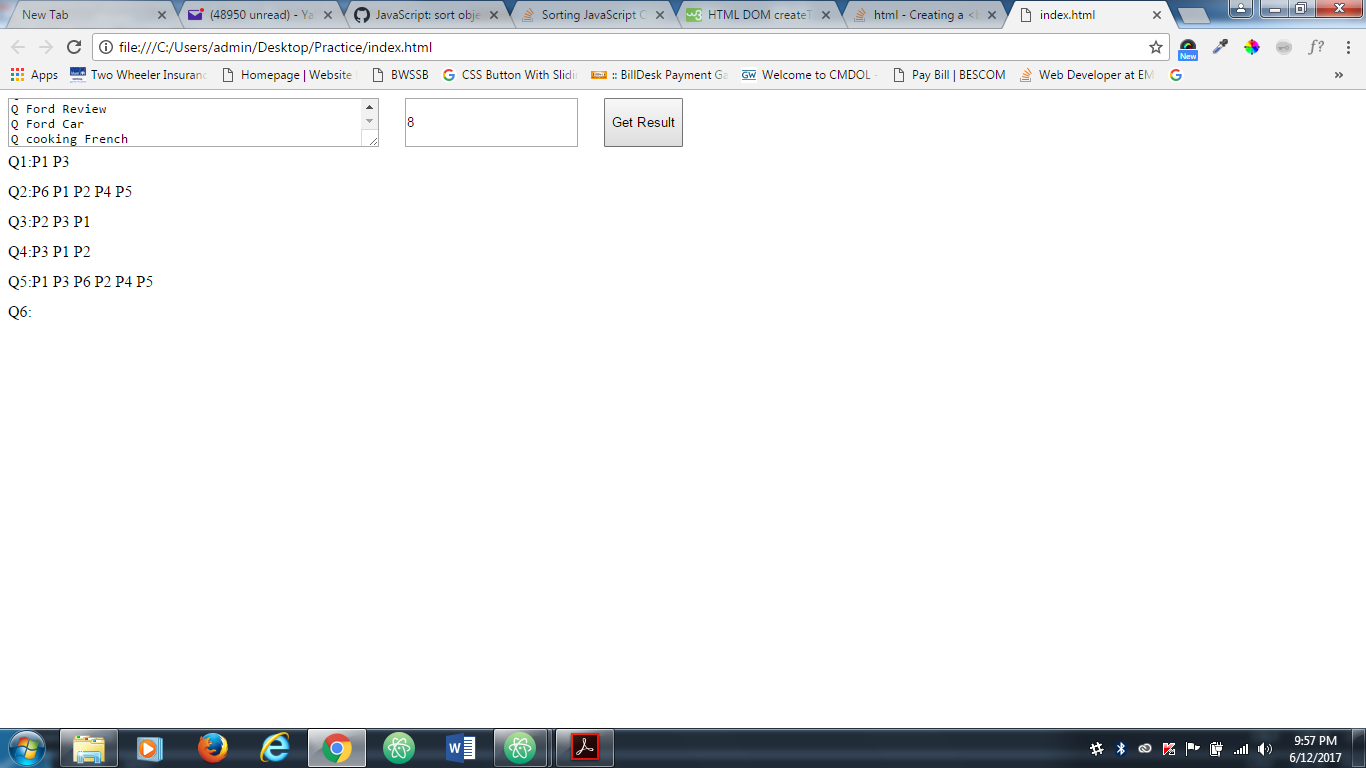 New Tab
(48950 unread) - Ya
JavaScript: sort obje
Sorting JavaScript O
HTML DOM createT
html - Creating a <l
index.html
file:///C:/Users/admin/Desktop/Practice/index.html
New
f?
Apps
Two Wheeler Insuranc
Homepage | Website
BWSSB
CSS Button With Slidin
:: BillDesk Payment Ga
GW Welcome to CMDOL -
Pay Bill | BESCOM
Web Developer at EM
»
Q Ford Review
Q Ford Car
Q cooking French
8
Get Result
Q1:P1 P3
Q2:P6 P1 P2 P4 P5
Q3:P2 P3 P1
Q4:P3 P1 P2
Q5:P1 P3 P6 P2 P4 P5
Q6:
9:57 PM
6/12/2017